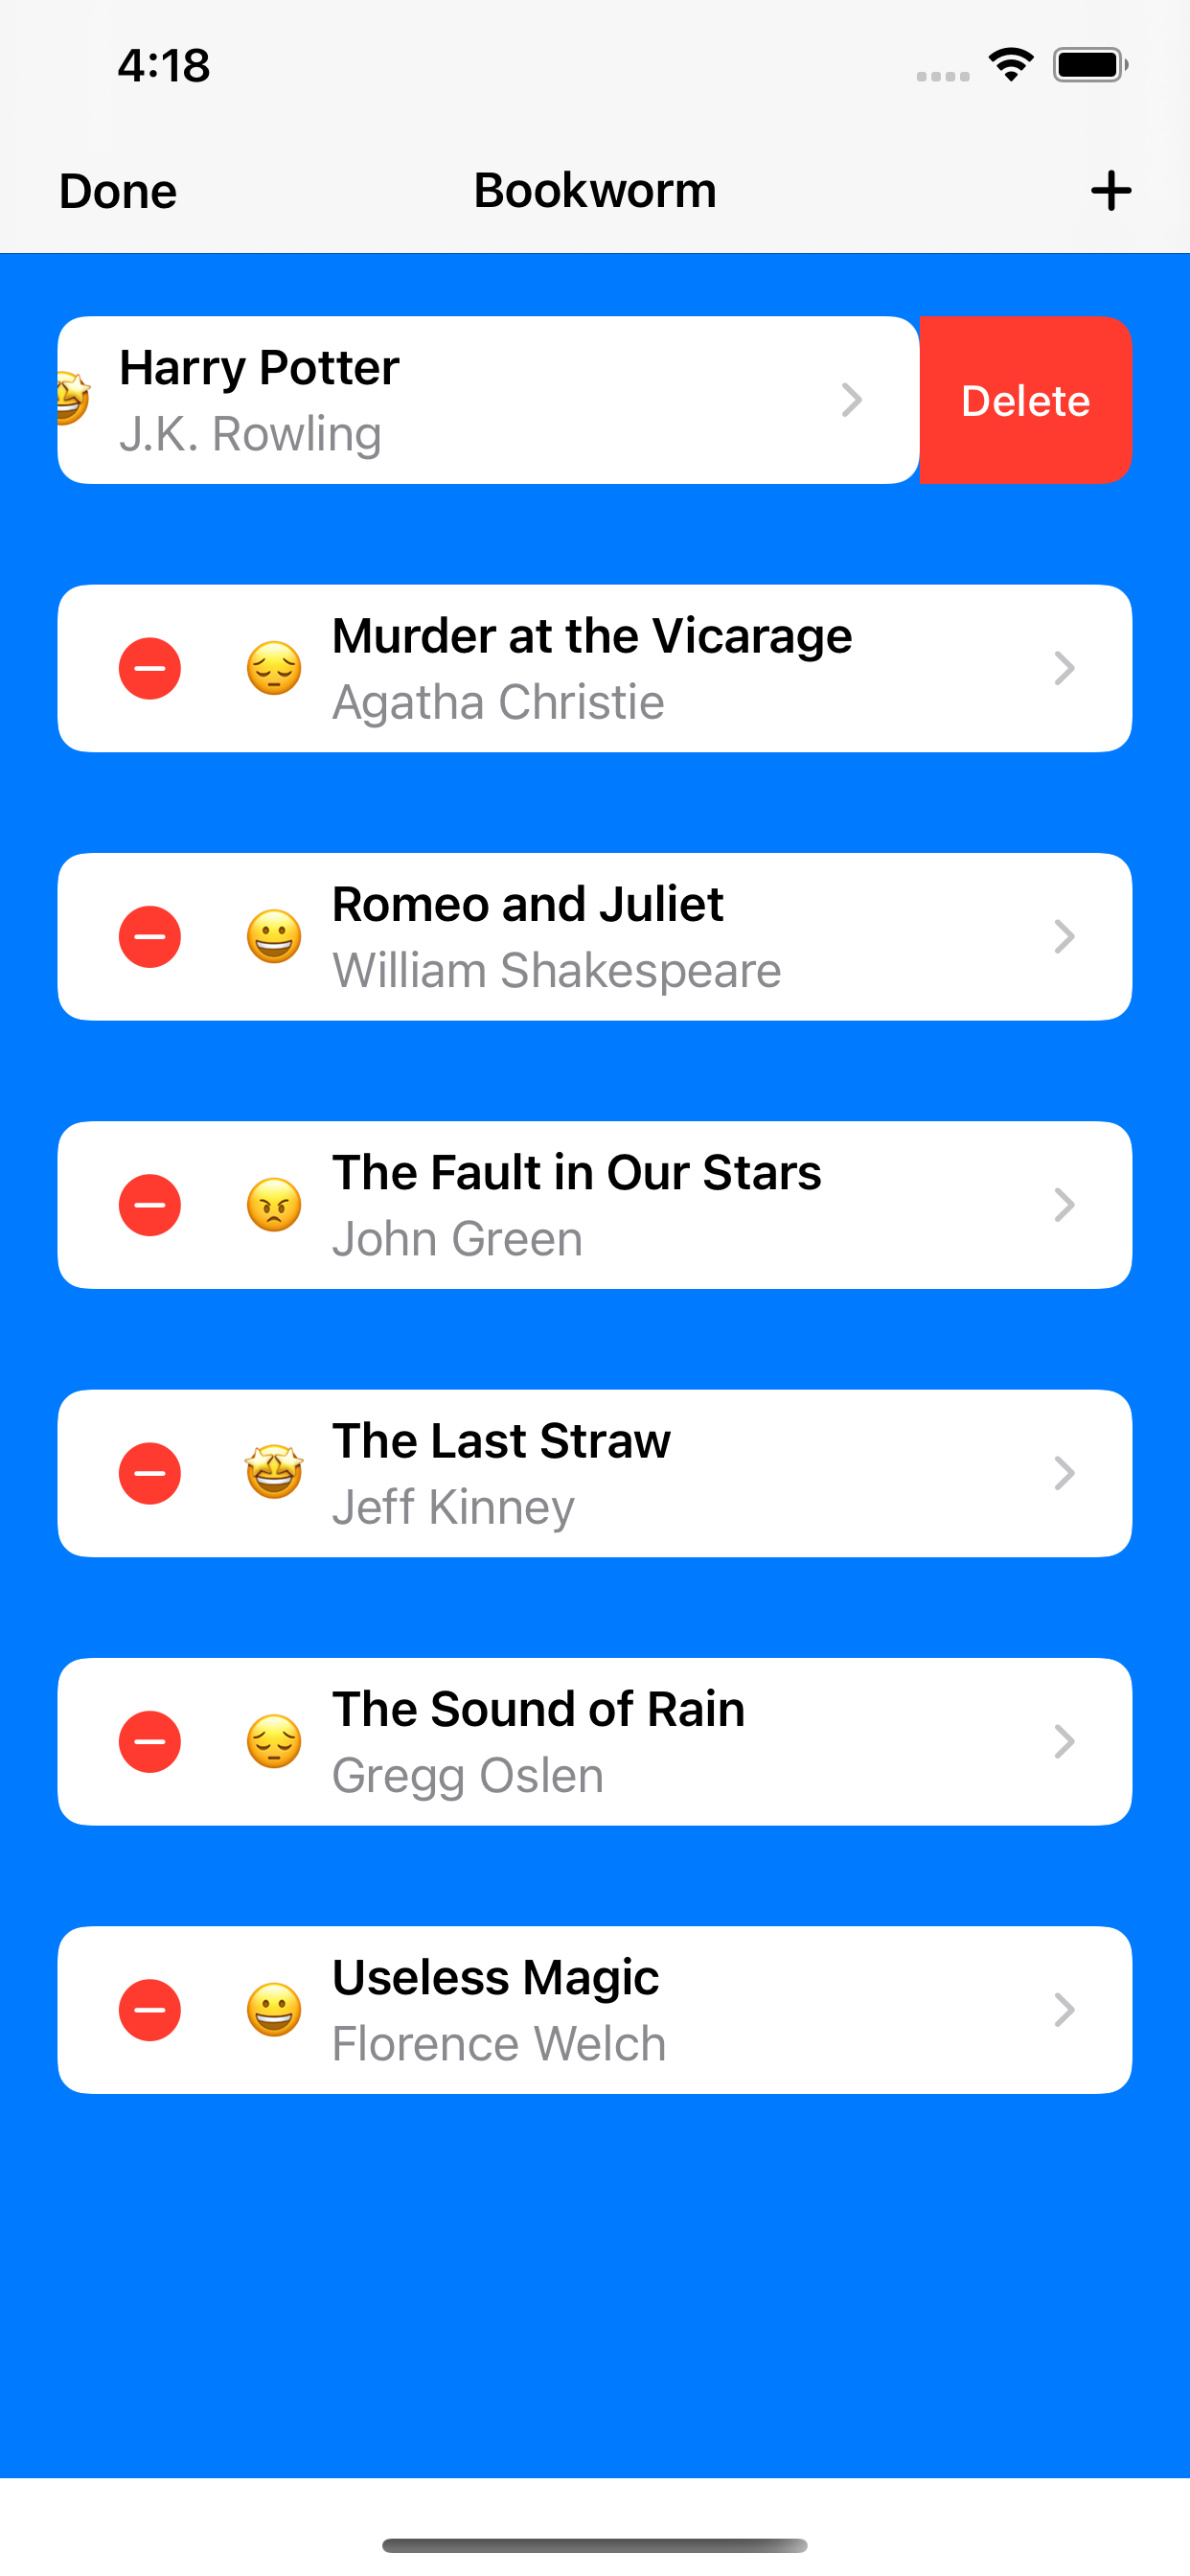 4:18
Done Bookworm +
Harry Potter
J.K. Rowling
Delete
Murder at the Vicarage
Agatha Christie
Romeo and Juliet
William Shakespeare
The Fault in Our Stars
John Green
The Last Straw
Jeff Kinney
The Sound of Rain
Gregg Oslen
Useless Magic
Florence Welch